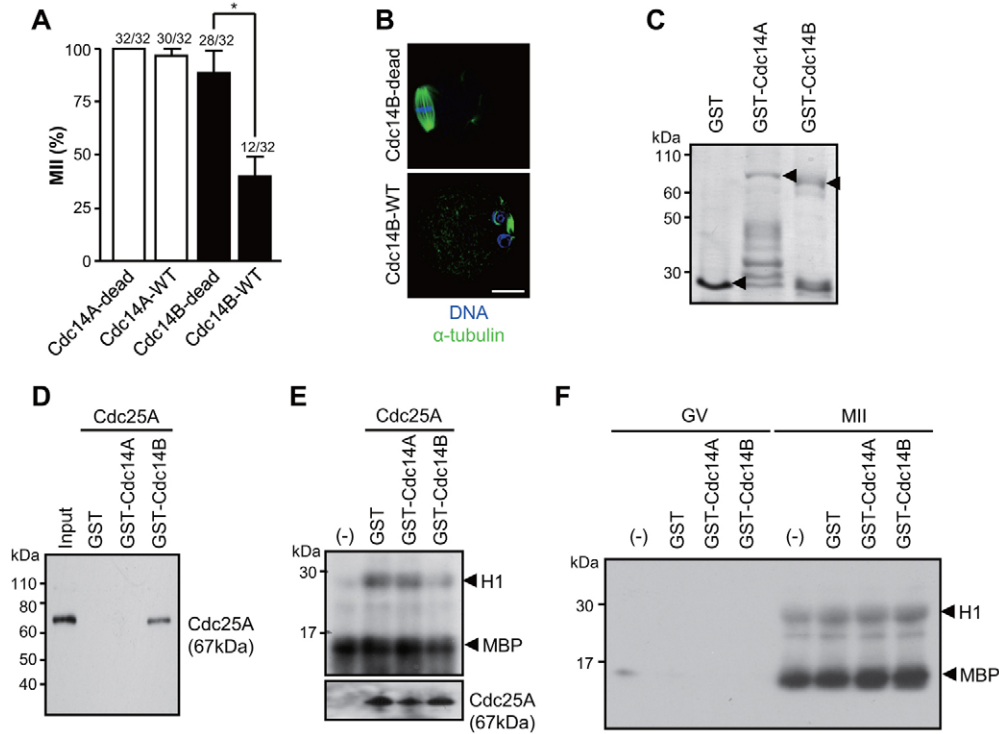 A
*
32/32 30/32 28/32 12/32
100
75
50
25
0
MII (%)
Cdc14A-dead
Cdc14A-WT
Cdc14B-dead
Cdc14B-WT
B
Cdc14B-dead
Cdc14B-WT
DNA
α-tubulin
C
GST
GST-Cdc14A
GST-Cdc14B
kDa
110
60
50
30
D
Cdc25A
Input
GST
GST-Cdc14A
GST-Cdc14B
kDa
110
80
60
50
40
Cdc25A
(67kDa)
E
Cdc25A
(-)
GST
GST-Cdc14A
GST-Cdc14B
kDa
30
17
H1
MBP
Cdc25A
(67kDa)
F
GV
MII
(-)
GST
GST-Cdc14A
GST-Cdc14B
(-)
GST
GST-Cdc14A
GST-Cdc14B
kDa
30
17
H1
MBP